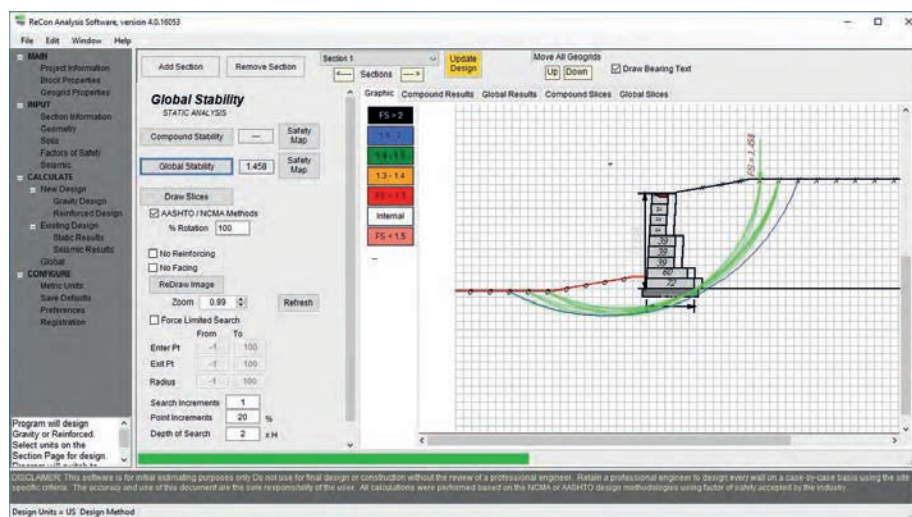 ReCon Analysis Software, version 4.0.16053
File Edit Window Help
MAIN
Project Information
Block Properties
Geogrid Properties
INPUT
Section Information
Geometry
Soils
Factors of Safety
Seismic
CALCULATE
New Design
Gravity Design
Reinforced Design
Existing Design
Static Results
Seismic Results
Global
CONFIGURE
Metric Units
Save Defaults
Preferences
Registration
Program will design
Gravity or Reinforced.
Select units on the
Section Page for design.
Add Section Remove Section
Section 1
<---- Sections ---->
Update
Design
Move All Geogrids
Up Down
Draw Bearing Text
Global Stability
STATIC ANALYSIS
Compound Stability --- Safety
Map
Global Stability 1.458 Safety
Map
Draw Slices
AASHTO / NCMA Methods
% Rotation 100
No Reinforcing
No Facing
ReDraw Image
Zoom 0.99 Refresh
Force Limited Search
From To
Enter Pt -1 100
Exit Pt -1 100
Radius -1 100
Search Increments 1
Point Increments 20 %
Depth of Search 2 x H
Graphic Compound Results Global Results Compound Slices Global Slices
FS > 2
1.5 - 2
1.3 - 1.4
Internal
FS < 1.5
FS = 1.458
39
39
39
60
72
DISCLAIMER: This software is for initial estimating purposes only Do not use for final design or construction without the review of a professional engineer. Retain a professional engineer to design every wall on a case-by-case basis using the site
specific criteria. The accuracy and use of this document are the sole responsibility of the user. All calculations were performed based on the NCMA or AASHTO design methodologies using factor of safety accepted by the industry.
Design Units = US Design Method